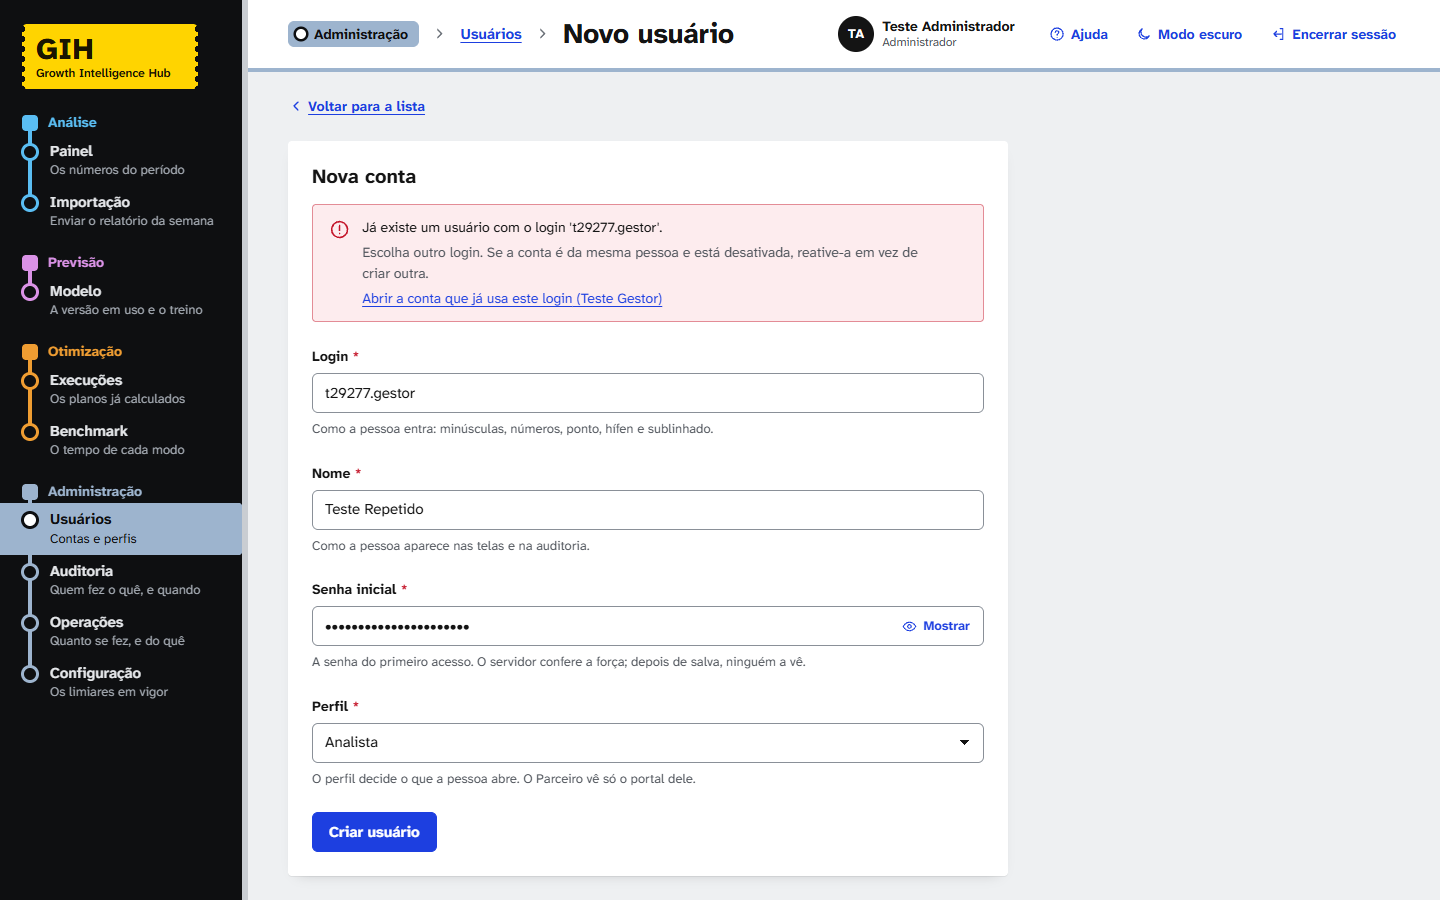 GIH
Growth Intelligence Hub
Análise
Painel
Os números do período
Importação
Enviar o relatório da semana
Previsão
Modelo
A versão em uso e o treino
Otimização
Execuções
Os planos já calculados
Benchmark
O tempo de cada modo
Administração
Usuários
Contas e perfis
Auditoria
Quem fez o quê, e quando
Operações
Quanto se fez, e do quê
Configuração
Os limiares em vigor
Administração
Usuários
Novo usuário
TA
Teste Administrador
Administrador
Ajuda
Modo escuro
Encerrar sessão
Voltar para a lista
Nova conta
Já existe um usuário com o login 't29277.gestor'.
Escolha outro login. Se a conta é da mesma pessoa e está desativada, reative-a em vez de
criar outra.
Abrir a conta que já usa este login (Teste Gestor)
Login *
t29277.gestor
Como a pessoa entra: minúsculas, números, ponto, hífen e sublinhado.
Nome *
Teste Repetido
Como a pessoa aparece nas telas e na auditoria.
Senha inicial *
••••••••••••••••••••••
Mostrar
A senha do primeiro acesso. O servidor confere a força; depois de salva, ninguém a vê.
Perfil *
Analista
O perfil decide o que a pessoa abre. O Parceiro vê só o portal dele.
Criar usuário